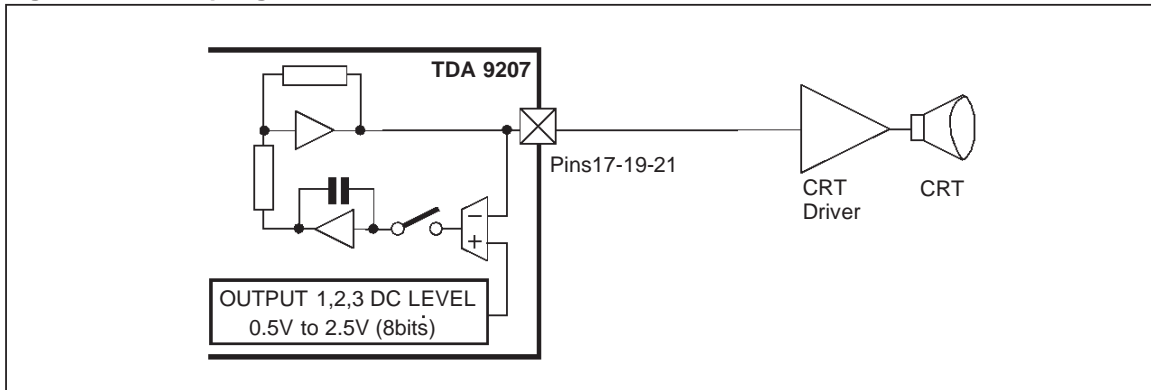 TDA 9207
Pins17-19-21
CRT
Driver
CRT
−
+
OUTPUT 1,2,3 DC LEVEL
0.5V to 2.5V (8bits)